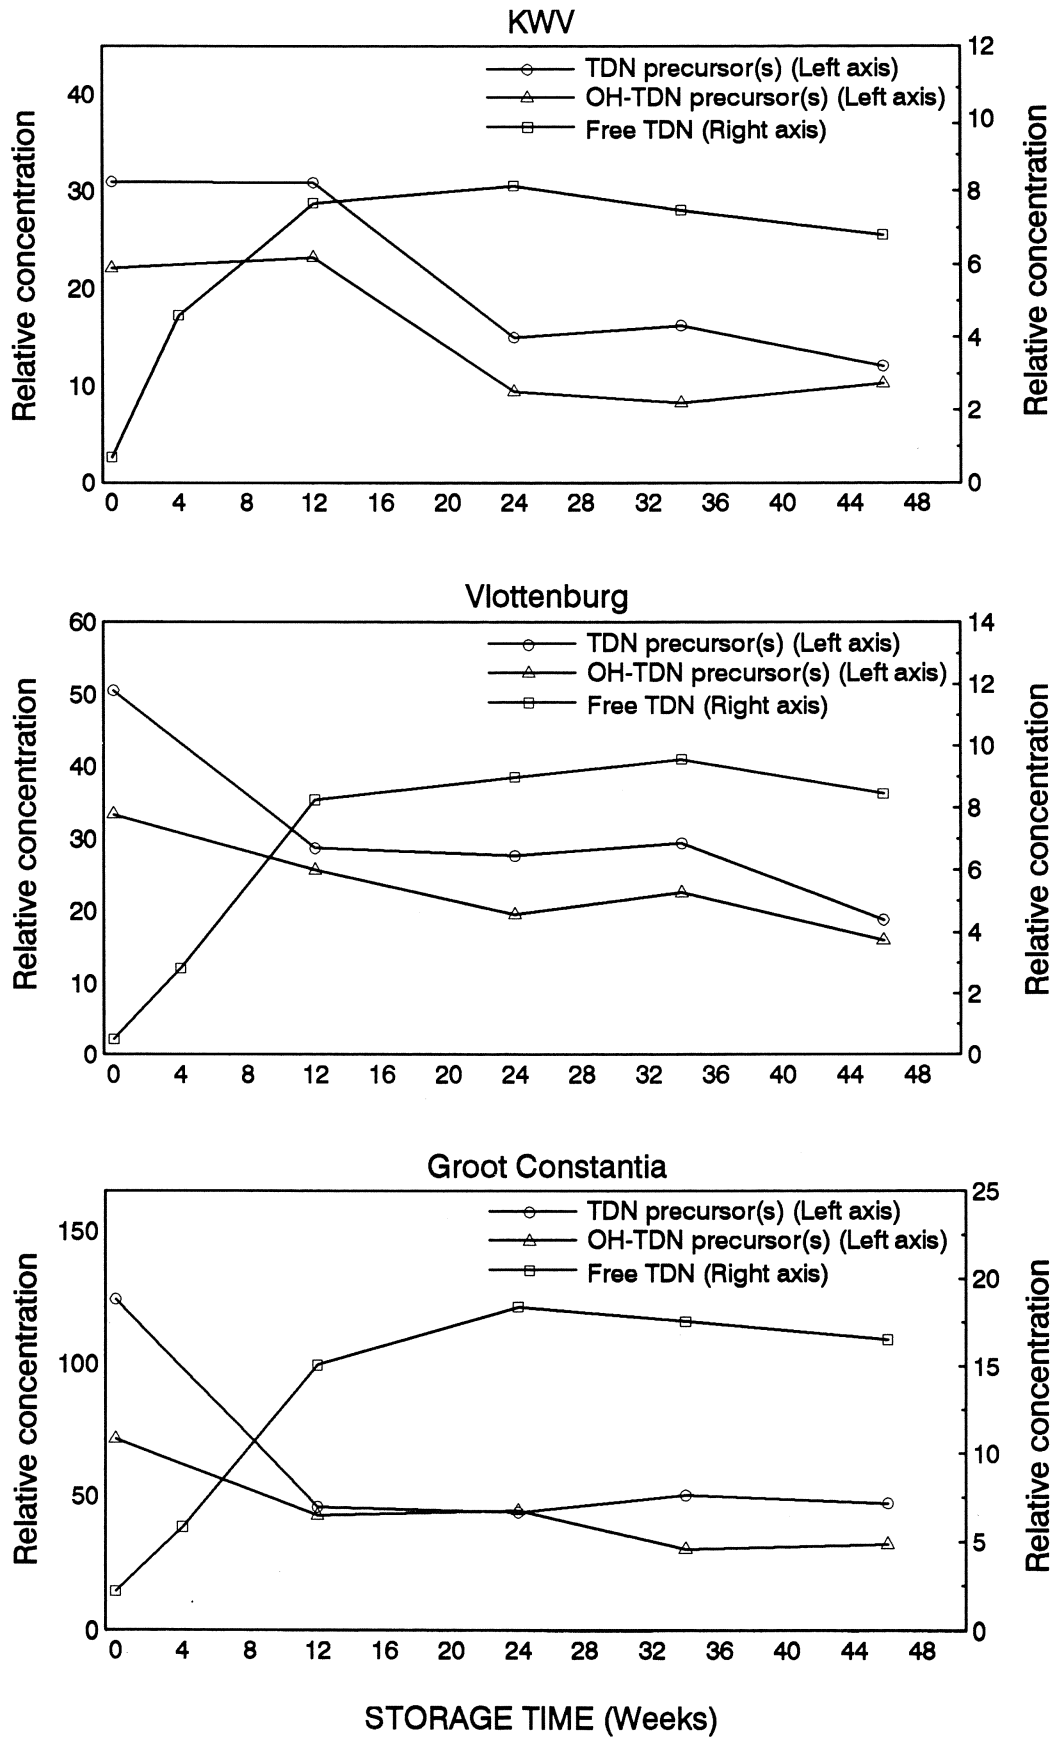 KWV
TDN precursor(s) (Left axis)
OH-TDN precursor(s) (Left axis)
Free TDN (Right axis)
Relative concentration
40
30
20
10
0
12
10
8
6
4
2
0
Relative concentration
0 4 8 12 16 20 24 28 32 36 40 44 48
Vlottenburg
TDN precursor(s) (Left axis)
OH-TDN precursor(s) (Left axis)
Free TDN (Right axis)
Relative concentration
60
50
40
30
20
10
0
14
12
10
8
6
4
2
0
Relative concentration
0 4 8 12 16 20 24 28 32 36 40 44 48
Groot Constantia
TDN precursor(s) (Left axis)
OH-TDN precursor(s) (Left axis)
Free TDN (Right axis)
Relative concentration
150
100
50
0
25
20
15
10
5
0
Relative concentration
0 4 8 12 16 20 24 28 32 36 40 44 48
STORAGE TIME (Weeks)